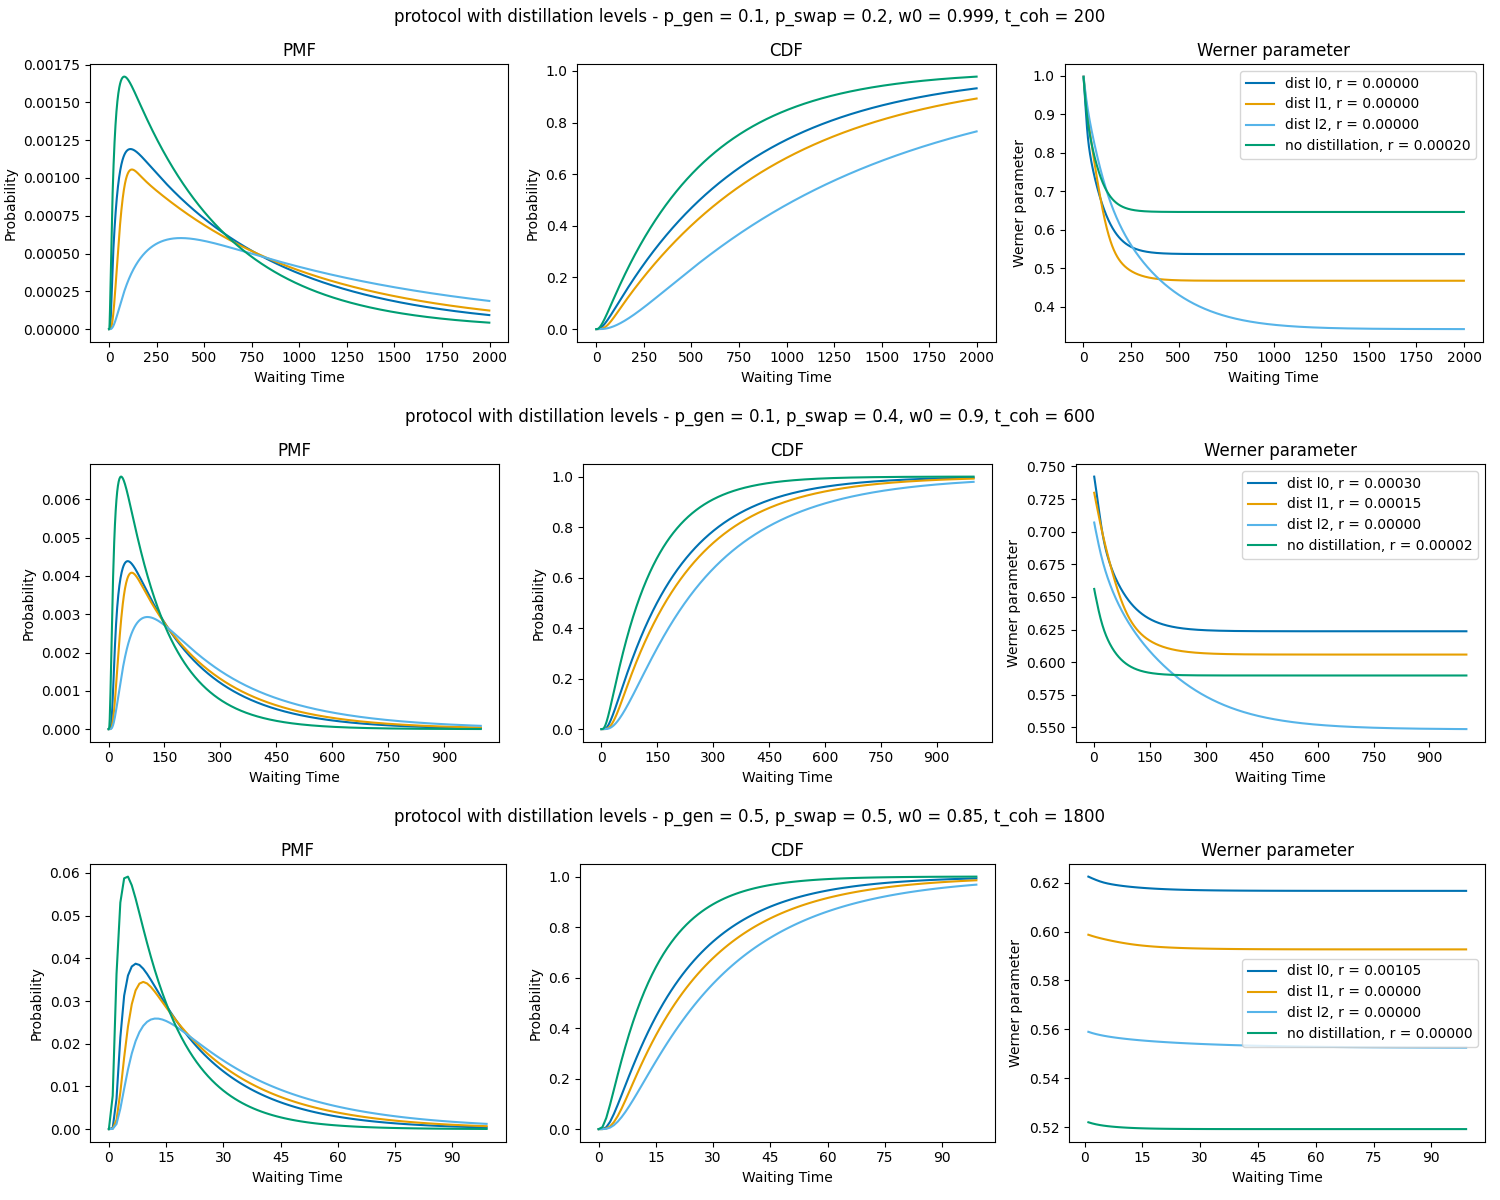 protocol with distillation levels - p_gen = 0.1, p_swap = 0.2, w0 = 0.999, t_coh = 200
PMF
Probability
0.00175
0.00150
0.00125
0.00100
0.00075
0.00050
0.00025
0.00000
0 250 500 750 1000 1250 1500 1750 2000
Waiting Time
CDF
Probability
1.0
0.8
0.6
0.4
0.2
0.0
0 250 500 750 1000 1250 1500 1750 2000
Waiting Time
Werner parameter
Werner parameter
1.0
0.9
0.8
0.7
0.6
0.5
0.4
dist l0, r = 0.00000
dist l1, r = 0.00000
dist l2, r = 0.00000
no distillation, r = 0.00020
0 250 500 750 1000 1250 1500 1750 2000
Waiting Time
protocol with distillation levels - p_gen = 0.1, p_swap = 0.4, w0 = 0.9, t_coh = 600
PMF
Probability
0.006
0.005
0.004
0.003
0.002
0.001
0.000
0 150 300 450 600 750 900
Waiting Time
CDF
Probability
1.0
0.8
0.6
0.4
0.2
0.0
0 150 300 450 600 750 900
Waiting Time
Werner parameter
Werner parameter
0.750
0.725
0.700
0.675
0.650
0.625
0.600
0.575
0.550
dist l0, r = 0.00030
dist l1, r = 0.00015
dist l2, r = 0.00000
no distillation, r = 0.00002
0 150 300 450 600 750 900
Waiting Time
protocol with distillation levels - p_gen = 0.5, p_swap = 0.5, w0 = 0.85, t_coh = 1800
PMF
Probability
0.06
0.05
0.04
0.03
0.02
0.01
0.00
0 15 30 45 60 75 90
Waiting Time
CDF
Probability
1.0
0.8
0.6
0.4
0.2
0.0
0 15 30 45 60 75 90
Waiting Time
Werner parameter
Werner parameter
0.62
0.60
0.58
0.56
0.54
0.52
dist l0, r = 0.00105
dist l1, r = 0.00000
dist l2, r = 0.00000
no distillation, r = 0.00000
0 15 30 45 60 75 90
Waiting Time